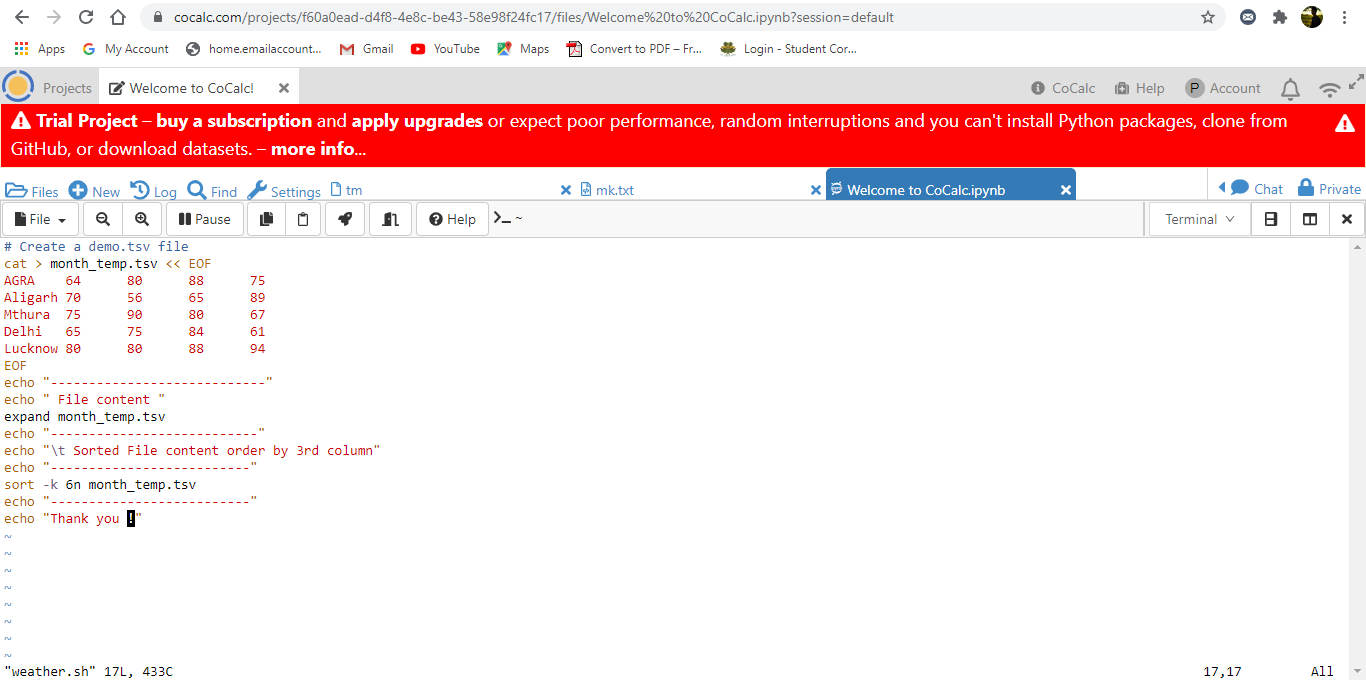 cocalc.com/projects/f60a0ead-d4f8-4e8c-be43-58e98f24fc17/files/Welcome%20to%20CoCalc.ipynb?session=default
Apps My Account home.emailaccount... Gmail YouTube Maps Convert to PDF – Fr... Login - Student Cor...
Projects Welcome to CoCalc! CoCalc Help P Account
Trial Project – buy a subscription and apply upgrades or expect poor performance, random interruptions and you can't install Python packages, clone from
GitHub, or download datasets. – more info...
Files New Log Find Settings tm mk.txt Welcome to CoCalc.ipynb Chat Private
File Pause Help >_ ~ Terminal
# Create a demo.tsv file
cat > month_temp.tsv << EOF
AGRA    64      80      88      75
Aligarh 70      56      65      89
Mthura  75      90      80      67
Delhi   65      75      84      61
Lucknow 80      80      88      94
EOF
echo "----------------------------"
echo " File content "
expand month_temp.tsv
echo "---------------------------"
echo "\t Sorted File content order by 3rd column"
echo "--------------------------"
sort -k 6n month_temp.tsv
echo "--------------------------"
echo "Thank you !"
~
~
~
~
~
~
~
~
"weather.sh" 17L, 433C 17,17 All